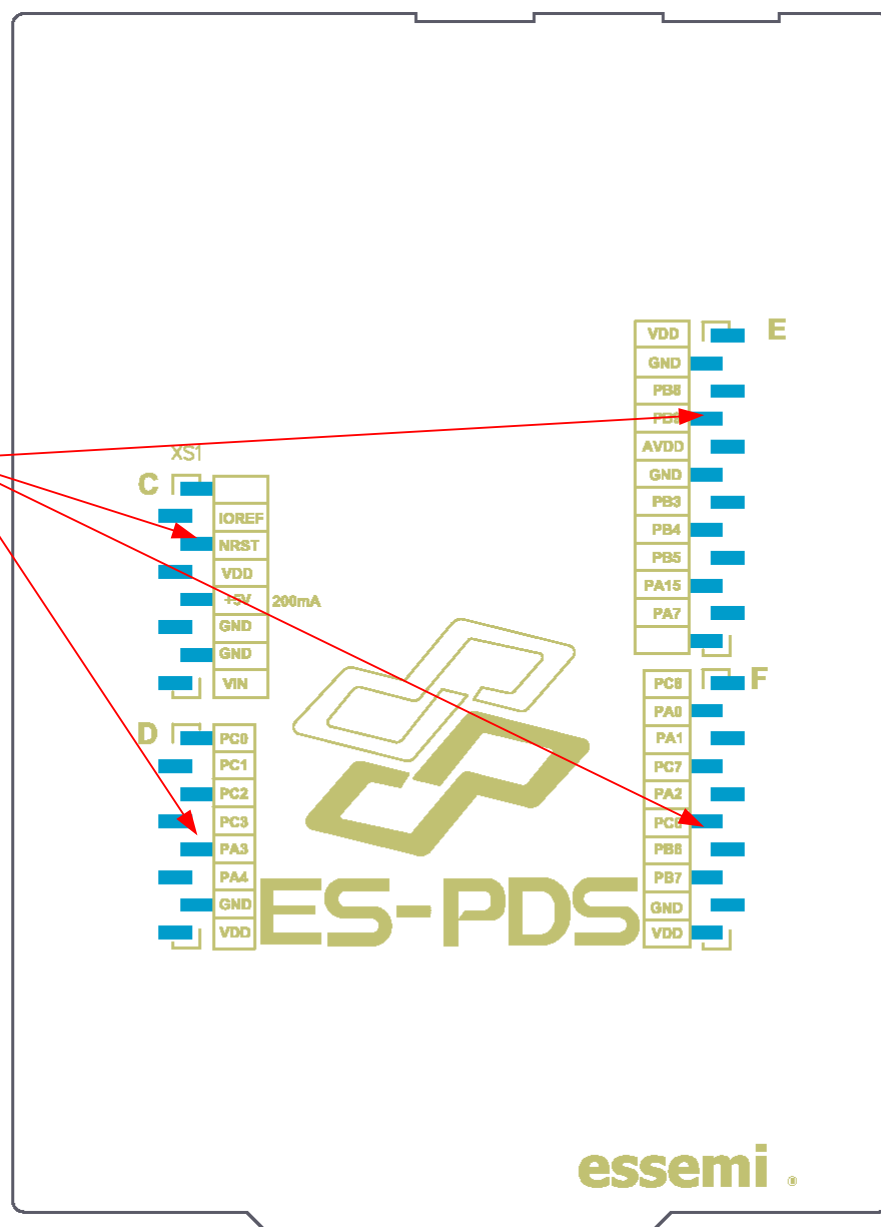 E
VDD
GND
PB8
AVDD
GND
PB3
PB4
PB5
PA15
PA7
XS1
C
IOREF
NRST
VDD
+5V 200mA
GND
GND
VIN
D
PC0
PC1
PC2
PC3
PA3
PA4
GND
VDD
F
PC8
PA0
PA1
PC7
PA2
PC6
PB6
PB7
GND
VDD
ES-PDS
essemi ®